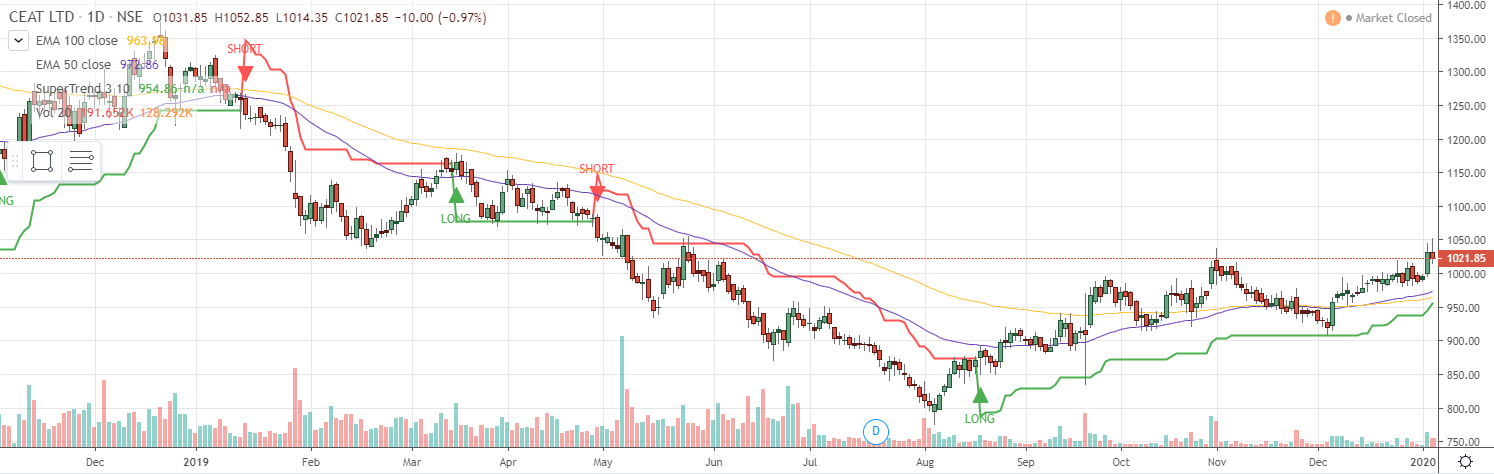 CEAT LTD · 1D · NSE O1031.85 H1052.85 L1014.35 C1021.85 −10.00 (−0.97%)
! Market Closed
EMA 100 close 963.98
EMA 50 close 972.86
SuperTrend 3 10 954.86 n/a n/a
Vol 20 191.652K 128.292K
SHORT
LONG
SHORT
NG
LONG
D
1400.00
1350.00
1300.00
1250.00
1200.00
1150.00
1100.00
1050.00
1021.85
1000.00
950.00
900.00
850.00
800.00
750.00
Dec 2019 Feb Mar Apr May Jun Jul Aug Sep Oct Nov Dec 2020